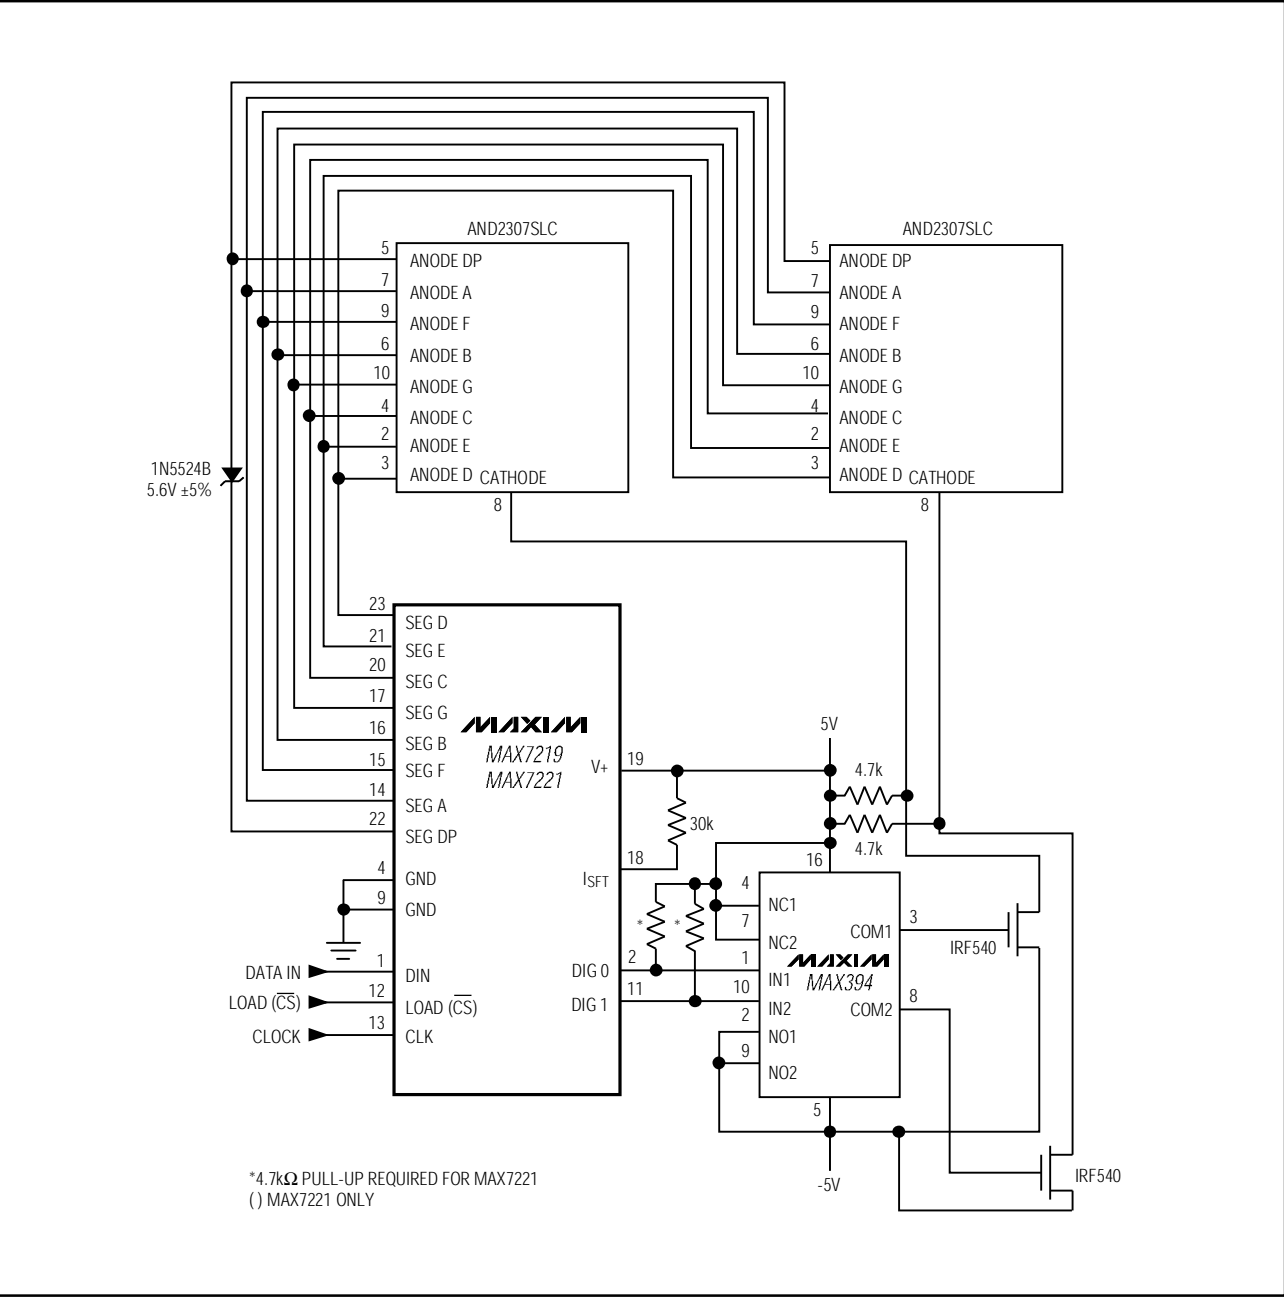 AND2307SLC
5 ANODE DP
7 ANODE A
9 ANODE F
6 ANODE B
10 ANODE G
4 ANODE C
2 ANODE E
3 ANODE D CATHODE
8
AND2307SLC
5 ANODE DP
7 ANODE A
9 ANODE F
6 ANODE B
10 ANODE G
4 ANODE C
2 ANODE E
3 ANODE D CATHODE
8
1N5524B
5.6V ±5%
23 SEG D
21 SEG E
20 SEG C
17 SEG G
16 SEG B
15 SEG F
14 SEG A
22 SEG DP
4 GND
9 GND
DATA IN 1 DIN
LOAD (C̅S̅) 12 LOAD (C̅S̅)
CLOCK 13 CLK
MAXIM
MAX7219
MAX7221
V+ 19
ISFT 18
DIG 0 2
DIG 1 11
30k
*
*
5V
4.7k
4.7k
16
4 NC1
7 NC2
1 IN1
10 IN2
2 NO1
9 NO2
MAXIM
MAX394
COM1 3
COM2 8
5
-5V
IRF540
IRF540
*4.7kΩ PULL-UP REQUIRED FOR MAX7221
( ) MAX7221 ONLY